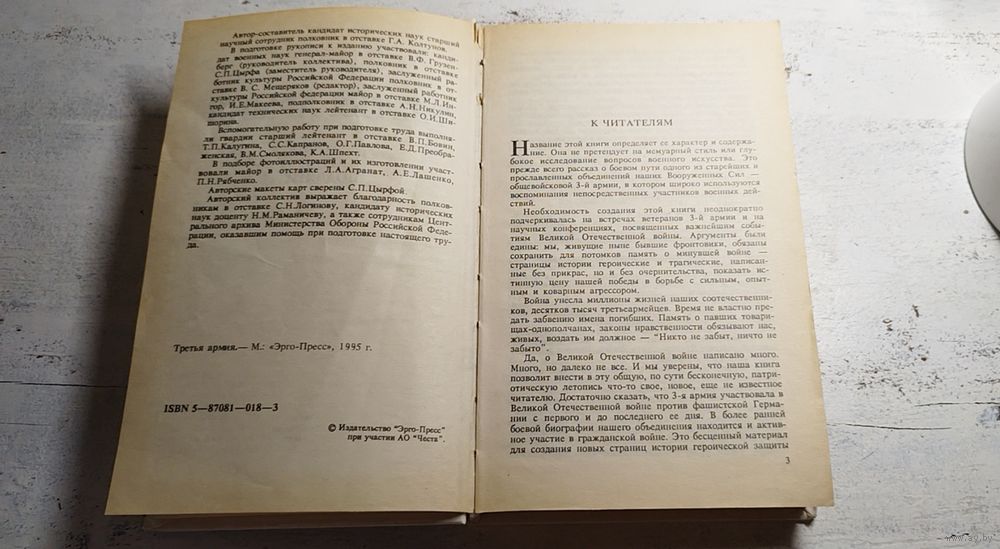 Автор-составитель кандидат исторических наук старший
научный сотрудник полковник в отставке Г.А. Колтунов.
В подготовке рукописи к изданию участвовали: канди-
дат военных наук генерал-майор в отставке В.Ф. Грузен-
берг (руководитель коллектива), полковник в отставке
С.П.Цырфа (заместитель руководителя), заслуженный ра-
ботник культуры Российской Федерации полковник в от-
ставке В. С. Мещеряков (редактор), заслуженный работник
культуры Российской федерации майор в отставке М.Л.Ин-
гор, И.Е.Макеева, подполковник в отставке А.Н.Никулин,
кандидат технических наук лейтенант в отставке О.И.Ши-
шорина.
Вспомогательную работу при подготовке труда выполня-
ли гвардии старший лейтенант в отставке В.П.Бовин,
Т.П.Калугина, С.С.Капранов, О.Г.Павлова, Е.Д.Преобра-
женская, В.М.Смолякова, К.А.Шпехт.
В подборе фотоиллюстраций и их изготовлении участ-
вовали майор в отставке Л.А.Агранат, А.Е.Лашенко,
П.Н.Рябченко.
Авторские макеты карт сверены С.П.Цырфой.
Авторский коллектив выражает благодарность полков-
никам в отставке С.Н.Логинову, кандидату исторических
наук доценту Н.М.Раманичеву, а также сотрудникам Цент-
рального архива Министерства Обороны Российской Феде-
рации, оказавшим помощь при подготовке настоящего тру-
да.
Третья армия.— М.: «Эрго-Пресс», 1995 г.
ISBN 5—87081—018—3
© Издательство "Эрго-Пресс"
при участии АО "Честа".
К ЧИТАТЕЛЯМ
Название этой книги определяет ее характер и содержа-
ние. Она не претендует на мемуарный стиль или глу-
бокое исследование вопросов военного искусства. Это
прежде всего рассказ о боевом пути одного из старейших и
прославленных объединений наших Вооруженных Сил —
общевойсковой 3-й армии, в котором широко используются
воспоминания непосредственных участников военных дей-
ствий.
Необходимость создания этой книги неоднократно
подчеркивалась на встречах ветеранов 3-й армии и на
научных конференциях, посвященных важнейшим собы-
тиям Великой Отечественной войны. Аргументы были
едины: мы, живущие ныне бывшие фронтовики, обязаны
сохранить для потомков память о минувшей войне —
страницы истории героические и трагические, написан-
ные без прикрас, но и без очернительства, показать ис-
тинную цену нашей победы в борьбе с сильным, опыт-
ным и коварным агрессором.
Война унесла миллионы жизней наших соотечественни-
ков, десятков тысяч третьеармейцев. Время не властно пре-
дать забвению имена погибших. Память о павших товари-
щах-однополчанах, законы нравственности обязывают нас,
живых, воздать им должное — "Никто не забыт, ничто не
забыто".
Да, о Великой Отечественной войне написано много.
Много, но далеко не все. И мы уверены, что наша книга
позволит внести в эту общую, по сути бесконечную, патри-
отическую летопись что-то свое, новое, еще не известное
читателю. Достаточно сказать, что 3-я армия участвовала в
Великой Отечественной войне против фашистской Герма-
нии с первого и до последнего ее дня. В более ранней
боевой биографии нашего объединения находится и актив-
ное участие в гражданской войне. Это бесценный материал
для создания новых страниц истории героической защиты
3
www.ay.by